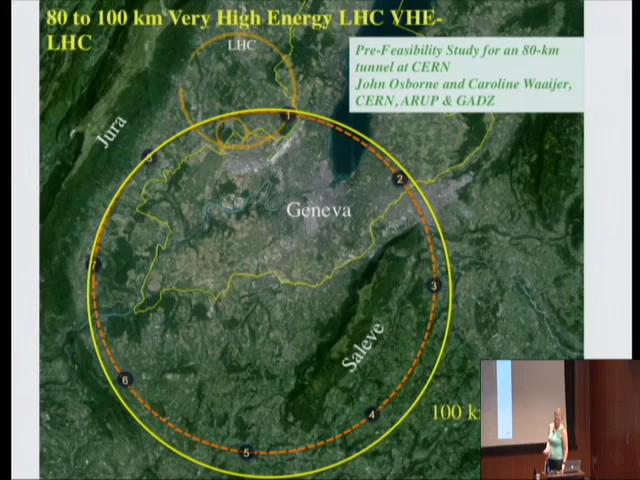 80 to 100 km Very High Energy LHC VHE-
LHC
LHC
Pre-Feasibility Study for an 80-km
tunnel at CERN
John Osborne and Caroline Waaijer,
CERN, ARUP & GADZ
Jura
1
2
Geneva
3
Saleve
6
4
100 k
5